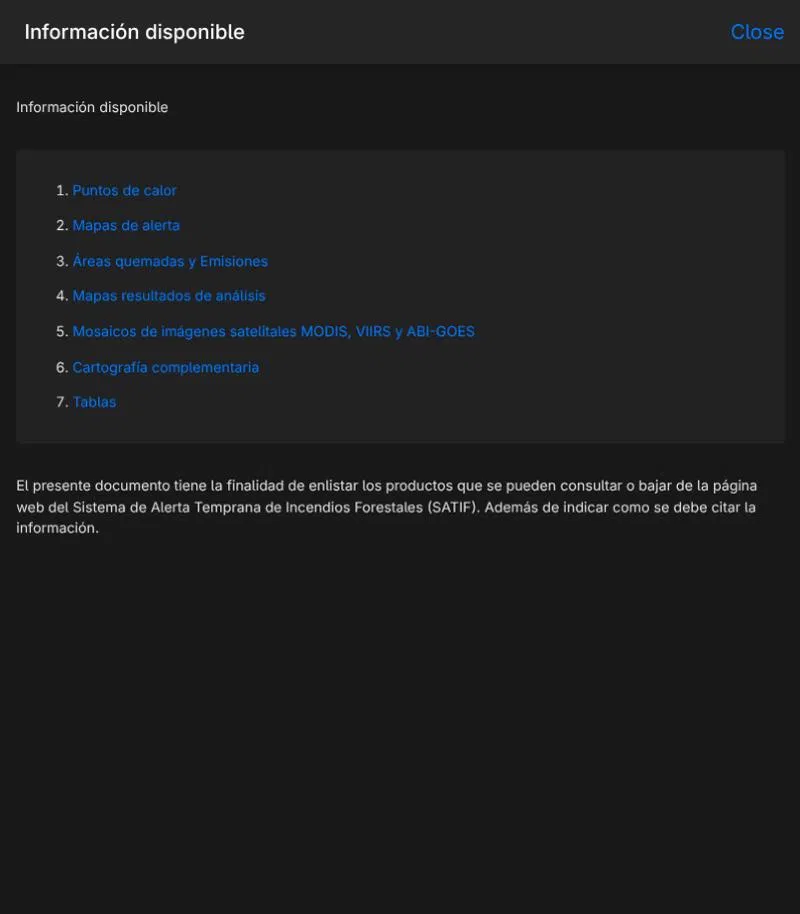 Información disponible
Close
Información disponible
1. Puntos de calor
2. Mapas de alerta
3. Áreas quemadas y Emisiones
4. Mapas resultados de análisis
5. Mosaicos de imágenes satelitales MODIS, VIIRS y ABI-GOES
6. Cartografía complementaria
7. Tablas
El presente documento tiene la finalidad de enlistar los productos que se pueden consultar o bajar de la página
web del Sistema de Alerta Temprana de Incendios Forestales (SATIF). Además de indicar como se debe citar la
información.